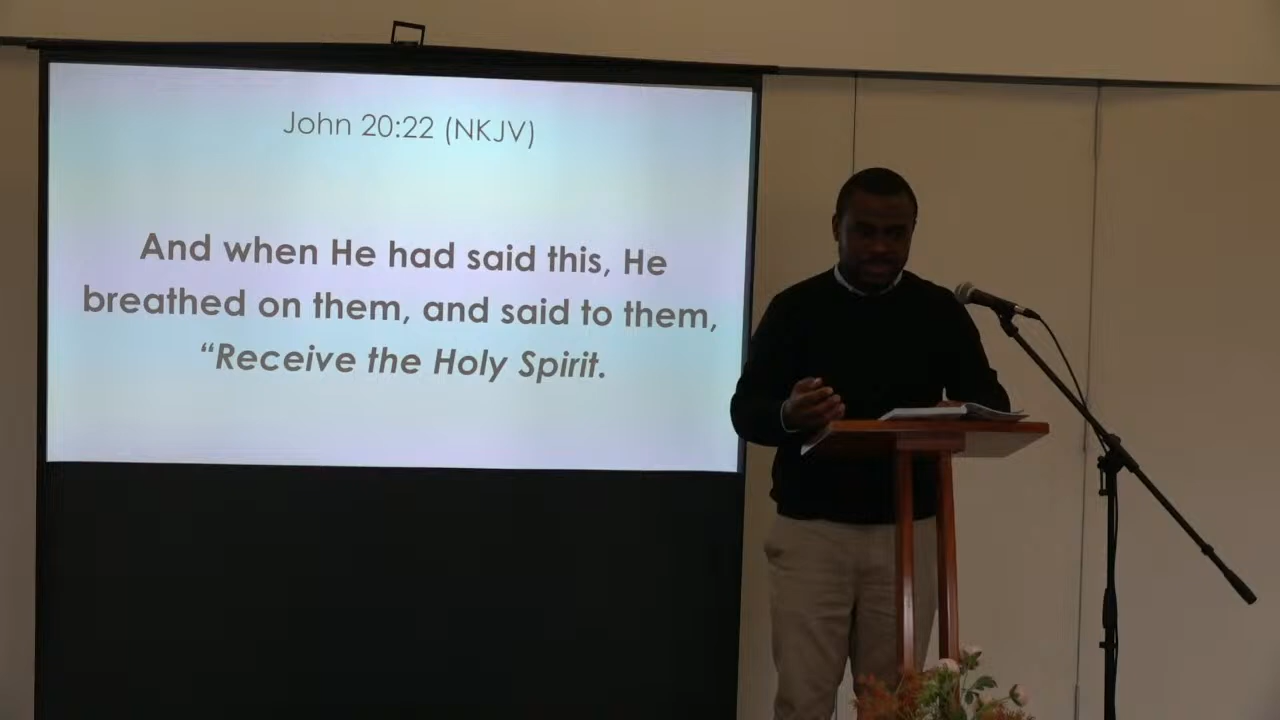 John 20:22 (NKJV)
And when He had said this, He
breathed on them, and said to them,
“Receive the Holy Spirit.